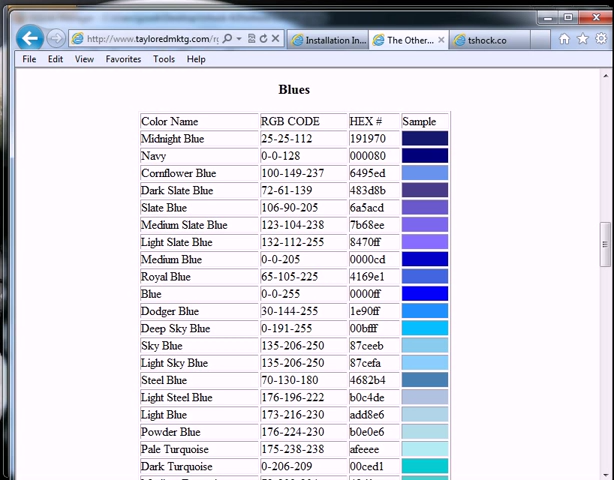 http://www.tayloredmktg.com/rg
Installation In...
The Other...
tshock.co
File Edit View Favorites Tools Help
Blues
Color Name RGB CODE HEX # Sample
Midnight Blue 25-25-112 191970
Navy 0-0-128 000080
Cornflower Blue 100-149-237 6495ed
Dark Slate Blue 72-61-139 483d8b
Slate Blue 106-90-205 6a5acd
Medium Slate Blue 123-104-238 7b68ee
Light Slate Blue 132-112-255 8470ff
Medium Blue 0-0-205 0000cd
Royal Blue 65-105-225 4169e1
Blue 0-0-255 0000ff
Dodger Blue 30-144-255 1e90ff
Deep Sky Blue 0-191-255 00bfff
Sky Blue 135-206-250 87ceeb
Light Sky Blue 135-206-250 87cefa
Steel Blue 70-130-180 4682b4
Light Steel Blue 176-196-222 b0c4de
Light Blue 173-216-230 add8e6
Powder Blue 176-224-230 b0e0e6
Pale Turquoise 175-238-238 afeeee
Dark Turquoise 0-206-209 00ced1